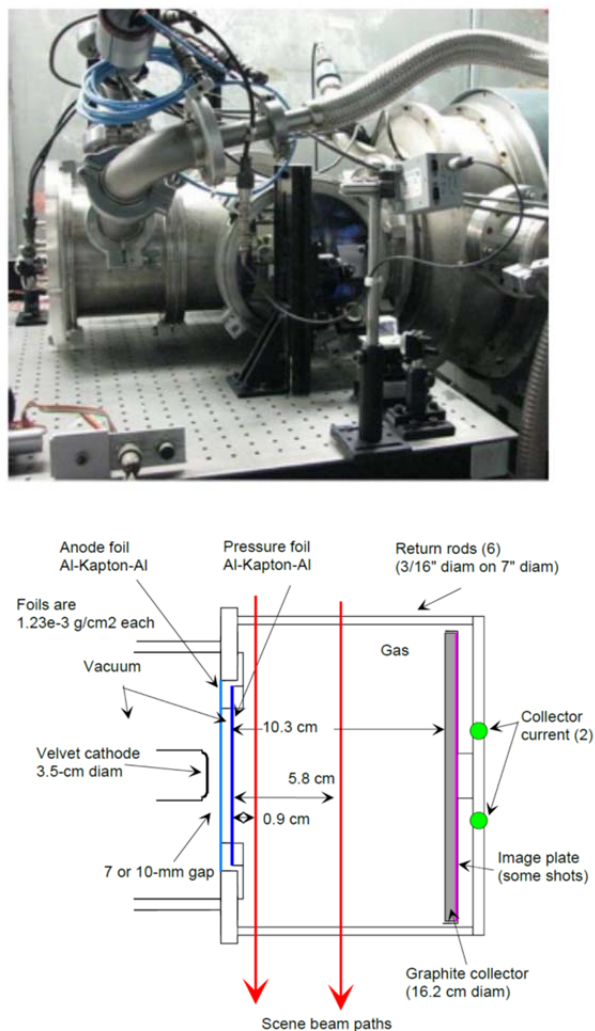 Anode foil
Al-Kapton-Al
Pressure foil
Al-Kapton-Al
Return rods (6)
(3/16" diam on 7" diam)
Foils are
1.23e-3 g/cm2 each
Gas
Vacuum
10.3 cm
Collector
current (2)
Velvet cathode
3.5-cm diam
5.8 cm
0.9 cm
7 or 10-mm gap
Image plate
(some shots)
Graphite collector
(16.2 cm diam)
Scene beam paths